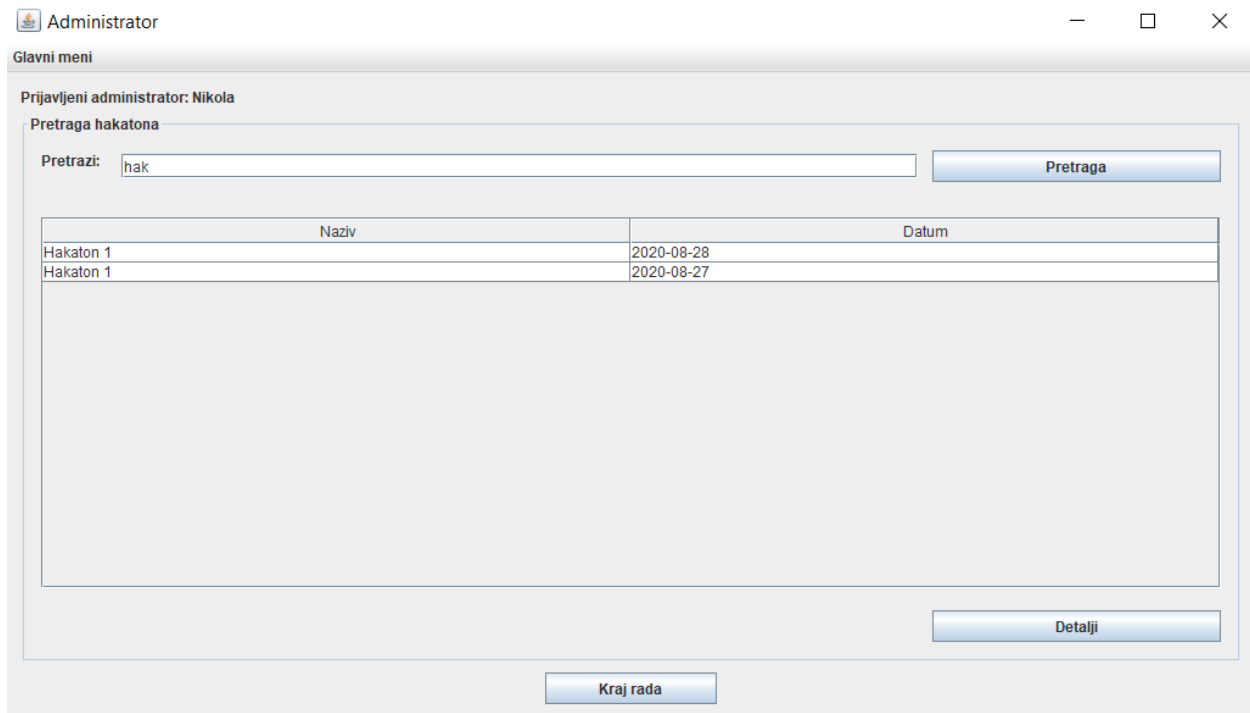 Administrator
Glavni meni
Prijavljeni administrator: Nikola
Pretraga hakatona
Pretrazi: hak Pretraga
Naziv Datum
Hakaton 1 2020-08-28
Hakaton 1 2020-08-27
Detalji
Kraj rada